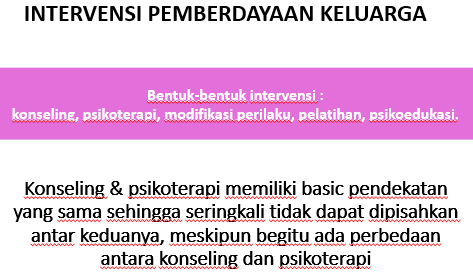 INTERVENSI PEMBERDAYAAN KELUARGA
Bentuk-bentuk intervensi :
konseling, psikoterapi, modifikasi perilaku, pelatihan, psikoedukasi.
Konseling & psikoterapi memiliki basic pendekatan
yang sama sehingga seringkali tidak dapat dipisahkan
antar keduanya, meskipun begitu ada perbedaan
antara konseling dan psikoterapi